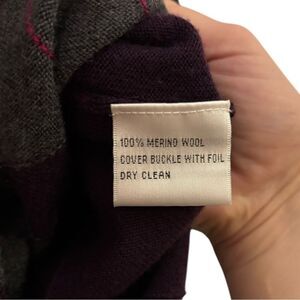 100% MERINO WOOL
COVER BUCKLE WITH FOIL
DRY CLEAN